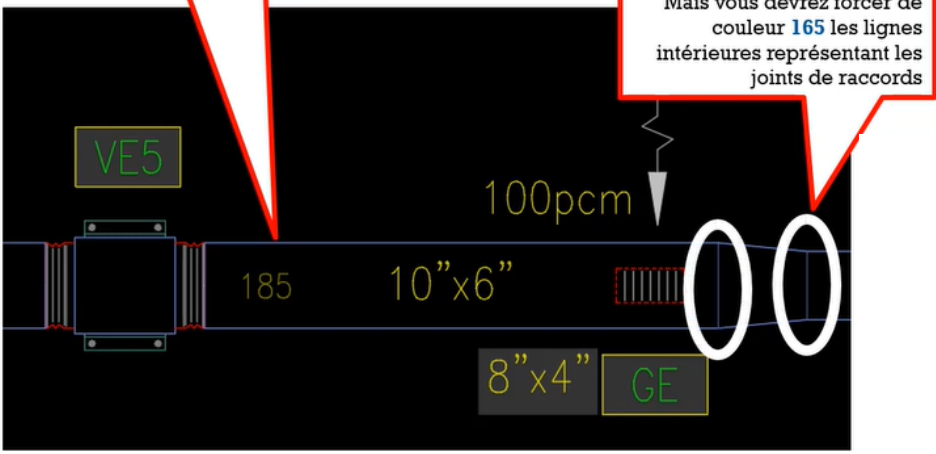 Mais vous devrez forcer de
couleur 165 les lignes
intérieures représentant les
joints de raccords
VE5
100pcm
185
10"x6"
8"x4"
GE